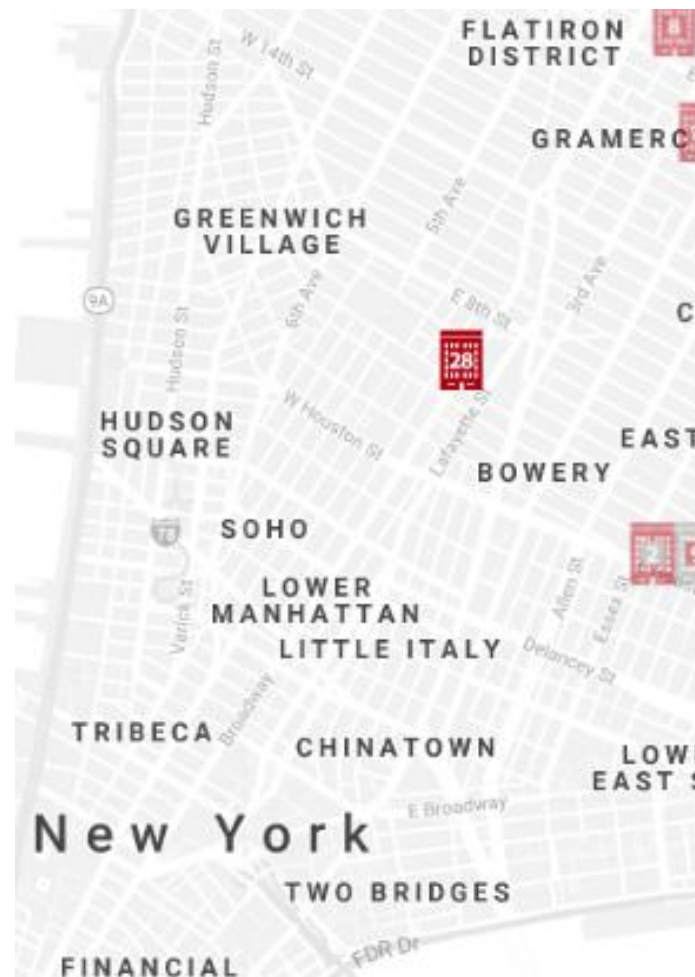 FLATIRON
DISTRICT
8
W 14th St
Hudson St
GRAMERC
5th Ave
GREENWICH
VILLAGE
3rd Ave
6th Ave
9A
E 8th St
C
Hudson St
28
HUDSON
SQUARE
W Houston St
Lafayette St
EAST
BOWERY
SOHO
2
LOWER
MANHATTAN
Allen St
Essex St
Varick St
LITTLE ITALY
Delancey St
Broadway
TRIBECA
CHINATOWN
LOW
EAST S
E Broadway
New York
TWO BRIDGES
FDR Dr
FINANCIAL